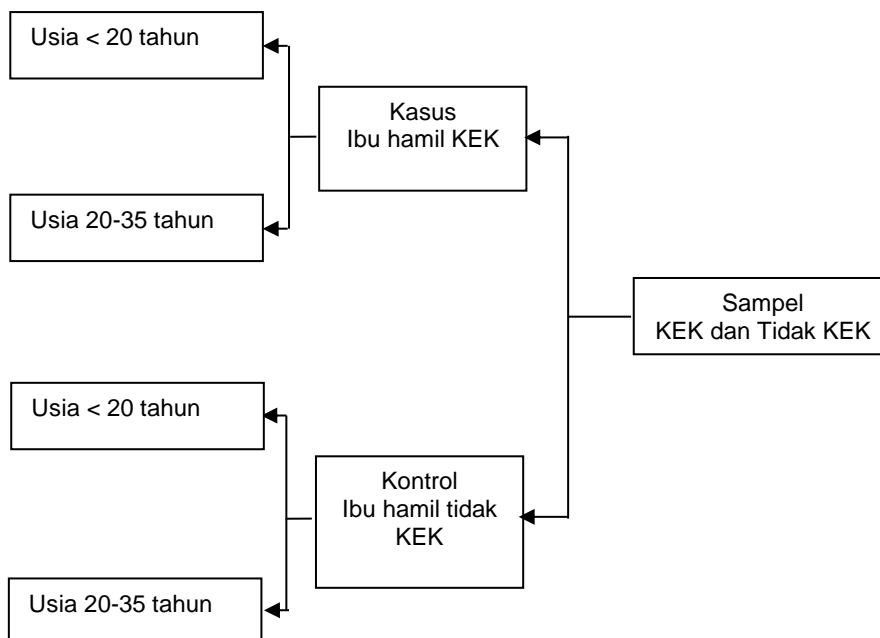 Usia < 20 tahun
Kasus
Ibu hamil KEK
Usia 20-35 tahun
Sampel
KEK dan Tidak KEK
Usia < 20 tahun
Kontrol
Ibu hamil tidak
KEK
Usia 20-35 tahun